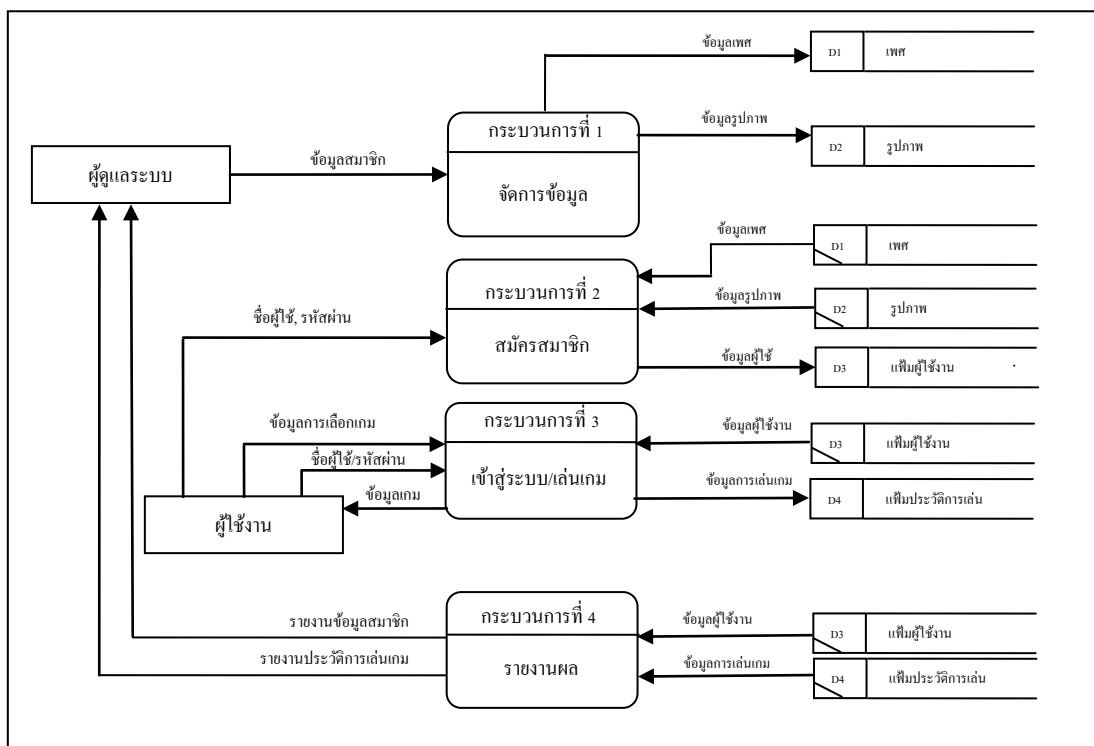 ข้อมูลเพศ
D1 เพศ
กระบวนการที่ 1
ข้อมูลรูปภาพ
D2 รูปภาพ
ผู้ดูแลระบบ
ข้อมูลสมาชิก
จัดการข้อมูล
ข้อมูลเพศ
D1 เพศ
กระบวนการที่ 2
ข้อมูลรูปภาพ
D2 รูปภาพ
ชื่อผู้ใช้, รหัสผ่าน
สมัครสมาชิก
ข้อมูลผู้ใช้
D3 แฟ้มผู้ใช้งาน
ข้อมูลการเลือกเกม
กระบวนการที่ 3
ข้อมูลผู้ใช้งาน
D3 แฟ้มผู้ใช้งาน
ชื่อผู้ใช้/รหัสผ่าน
เข้าสู่ระบบ/เล่นเกม
ข้อมูลการเล่นเกม
D4 แฟ้มประวัติการเล่น
ข้อมูลเกม
ผู้ใช้งาน
กระบวนการที่ 4
รายงานข้อมูลสมาชิก
ข้อมูลผู้ใช้งาน
D3 แฟ้มผู้ใช้งาน
รายงานประวัติการเล่นเกม
รายงานผล
ข้อมูลการเล่นเกม
D4 แฟ้มประวัติการเล่น